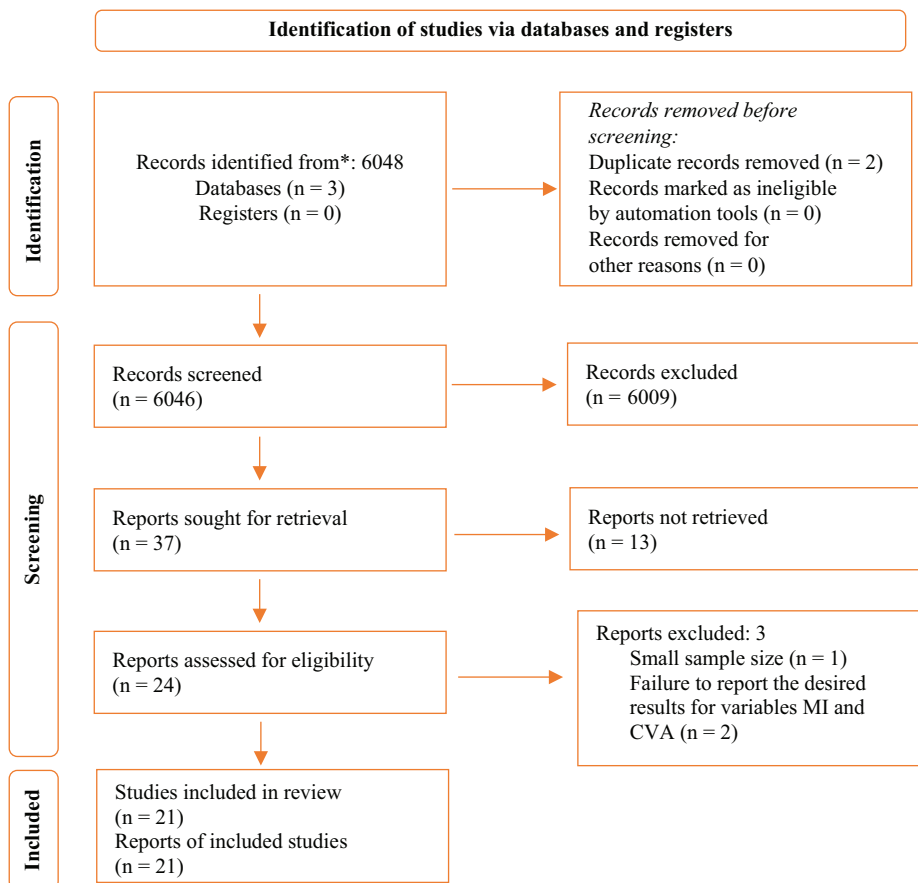 Identification of studies via databases and registers
Identification
Records identified from*: 6048
Databases (n = 3)
Registers (n = 0)
Records removed before
screening:
Duplicate records removed (n = 2)
Records marked as ineligible
by automation tools (n = 0)
Records removed for
other reasons (n = 0)
Screening
Records screened
(n = 6046)
Records excluded
(n = 6009)
Reports sought for retrieval
(n = 37)
Reports not retrieved
(n = 13)
Reports assessed for eligibility
(n = 24)
Reports excluded: 3
Small sample size (n = 1)
Failure to report the desired
results for variables MI and
CVA (n = 2)
Included
Studies included in review
(n = 21)
Reports of included studies
(n = 21)